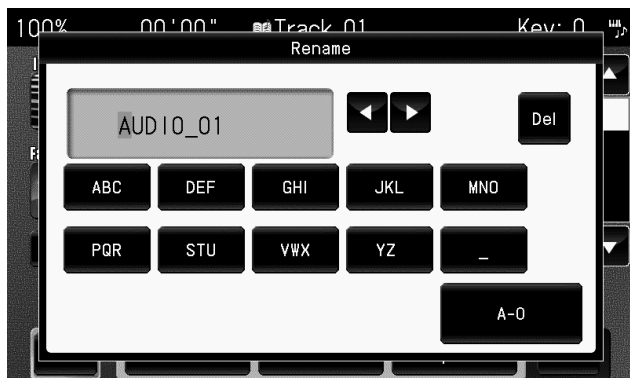 100% 00'00" Track 01 Key: 0
Rename
AUDIO_01
Del
ABC DEF GHI JKL MNO
PQR STU VWX YZ _
A-0